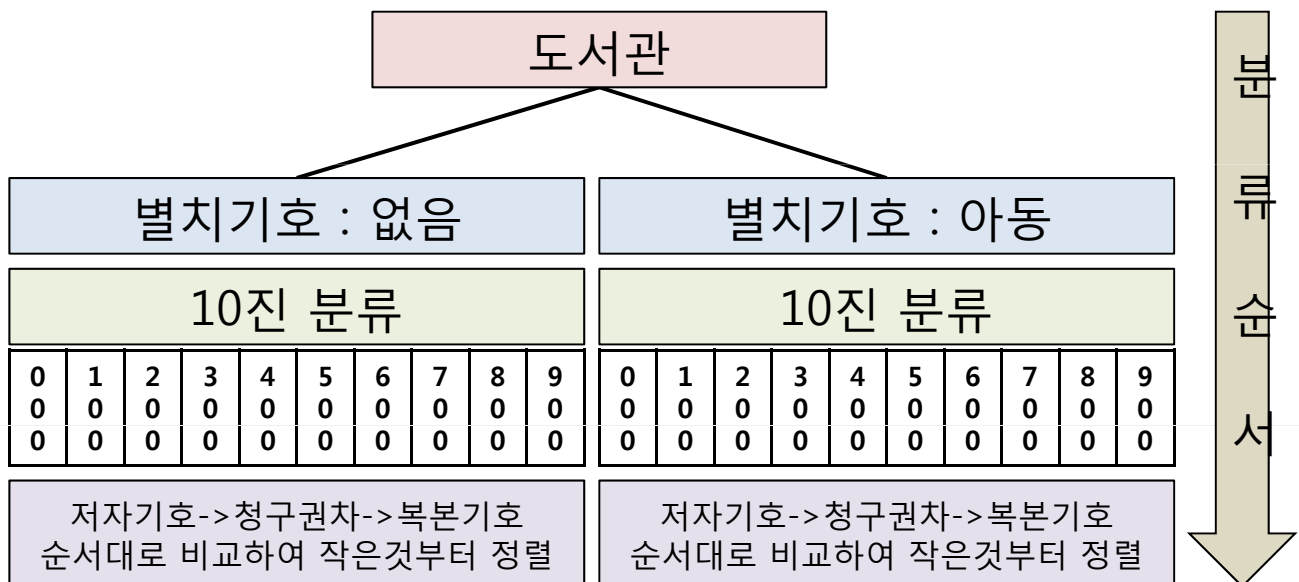 도서관
별치기호 : 없음
별치기호 : 아동
10진 분류
10진 분류
000 100 200 300 400 500 600 700 800 900
000 100 200 300 400 500 600 700 800 900
저자기호->청구권차->복본기호
순서대로 비교하여 작은것부터 정렬
저자기호->청구권차->복본기호
순서대로 비교하여 작은것부터 정렬
분류순서